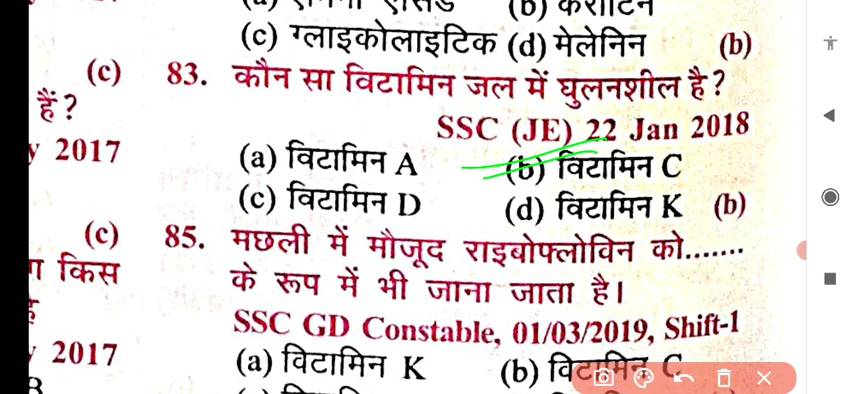 (b) कैरोटिन
(c) ग्लाइकोलाइटिक (d) मेलेनिन (b)
(c)
83. कौन सा विटामिन जल में घुलनशील है?
हैं?
SSC (JE) 22 Jan 2018
y 2017
(a) विटामिन A (b) विटामिन C
(c) विटामिन D (d) विटामिन K (b)
(c)
85. मछली में मौजूद राइबोफ्लोविन को.......
किस
के रूप में भी जाना जाता है।
SSC GD Constable, 01/03/2019, Shift-1
2017
(a) विटामिन K (b) विटामिन C